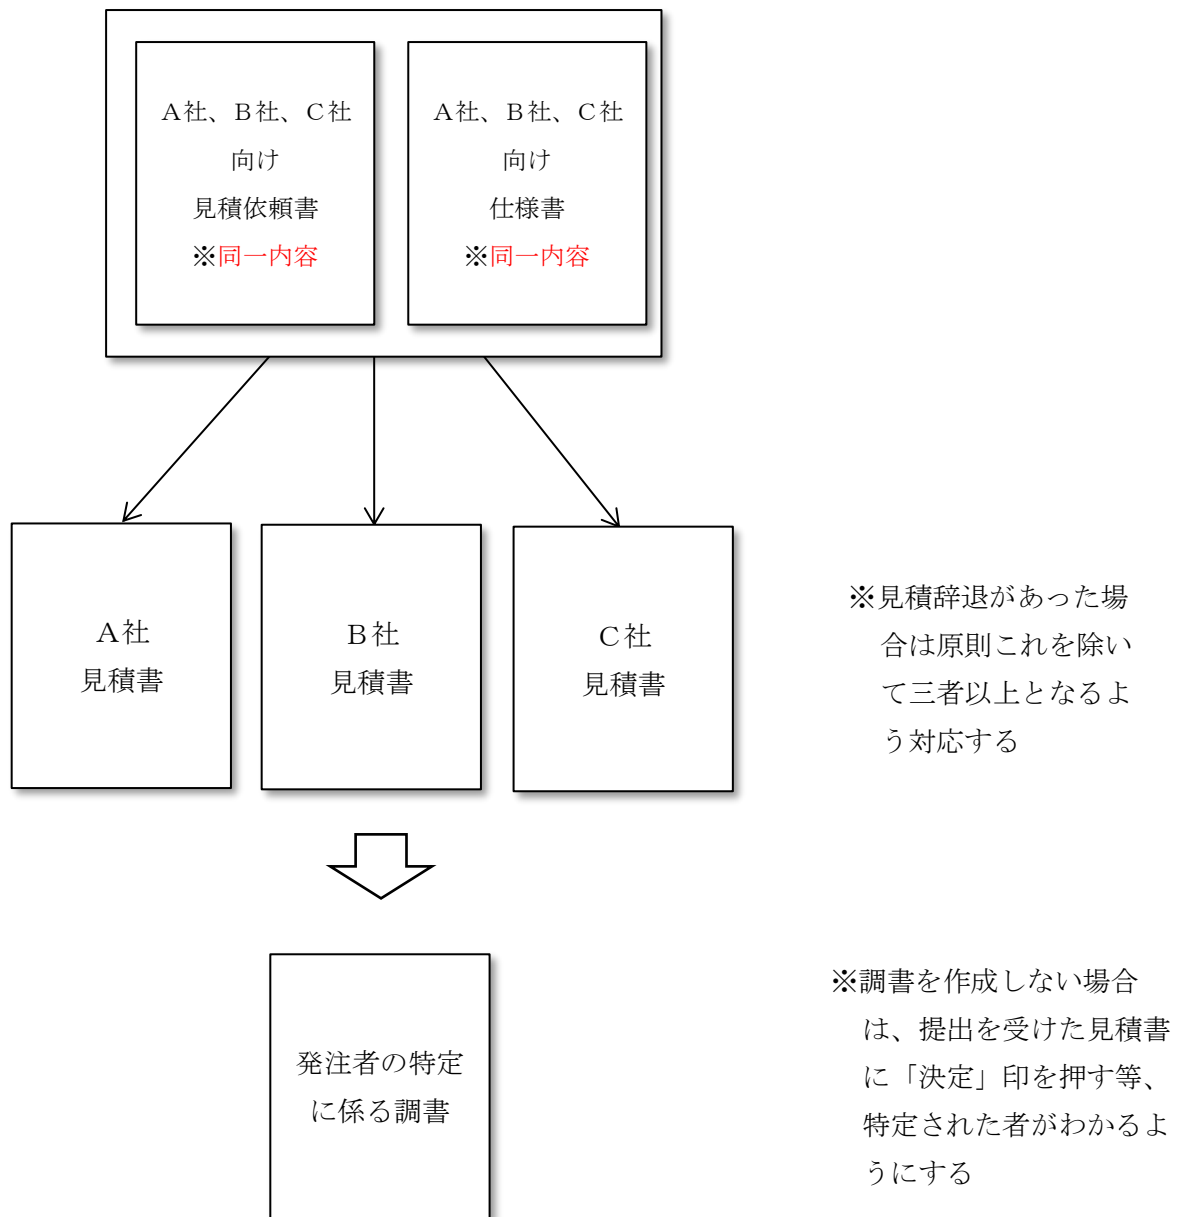 A社、B社、C社
向け
見積依頼書
※同一内容
A社、B社、C社
向け
仕様書
※同一内容
A社
見積書
B社
見積書
C社
見積書
※見積辞退があった場
合は原則これを除い
て三者以上となるよ
う対応する
発注者の特定
に係る調書
※調書を作成しない場合
は、提出を受けた見積書
に「決定」印を押す等、
特定された者がわかるよ
うにする